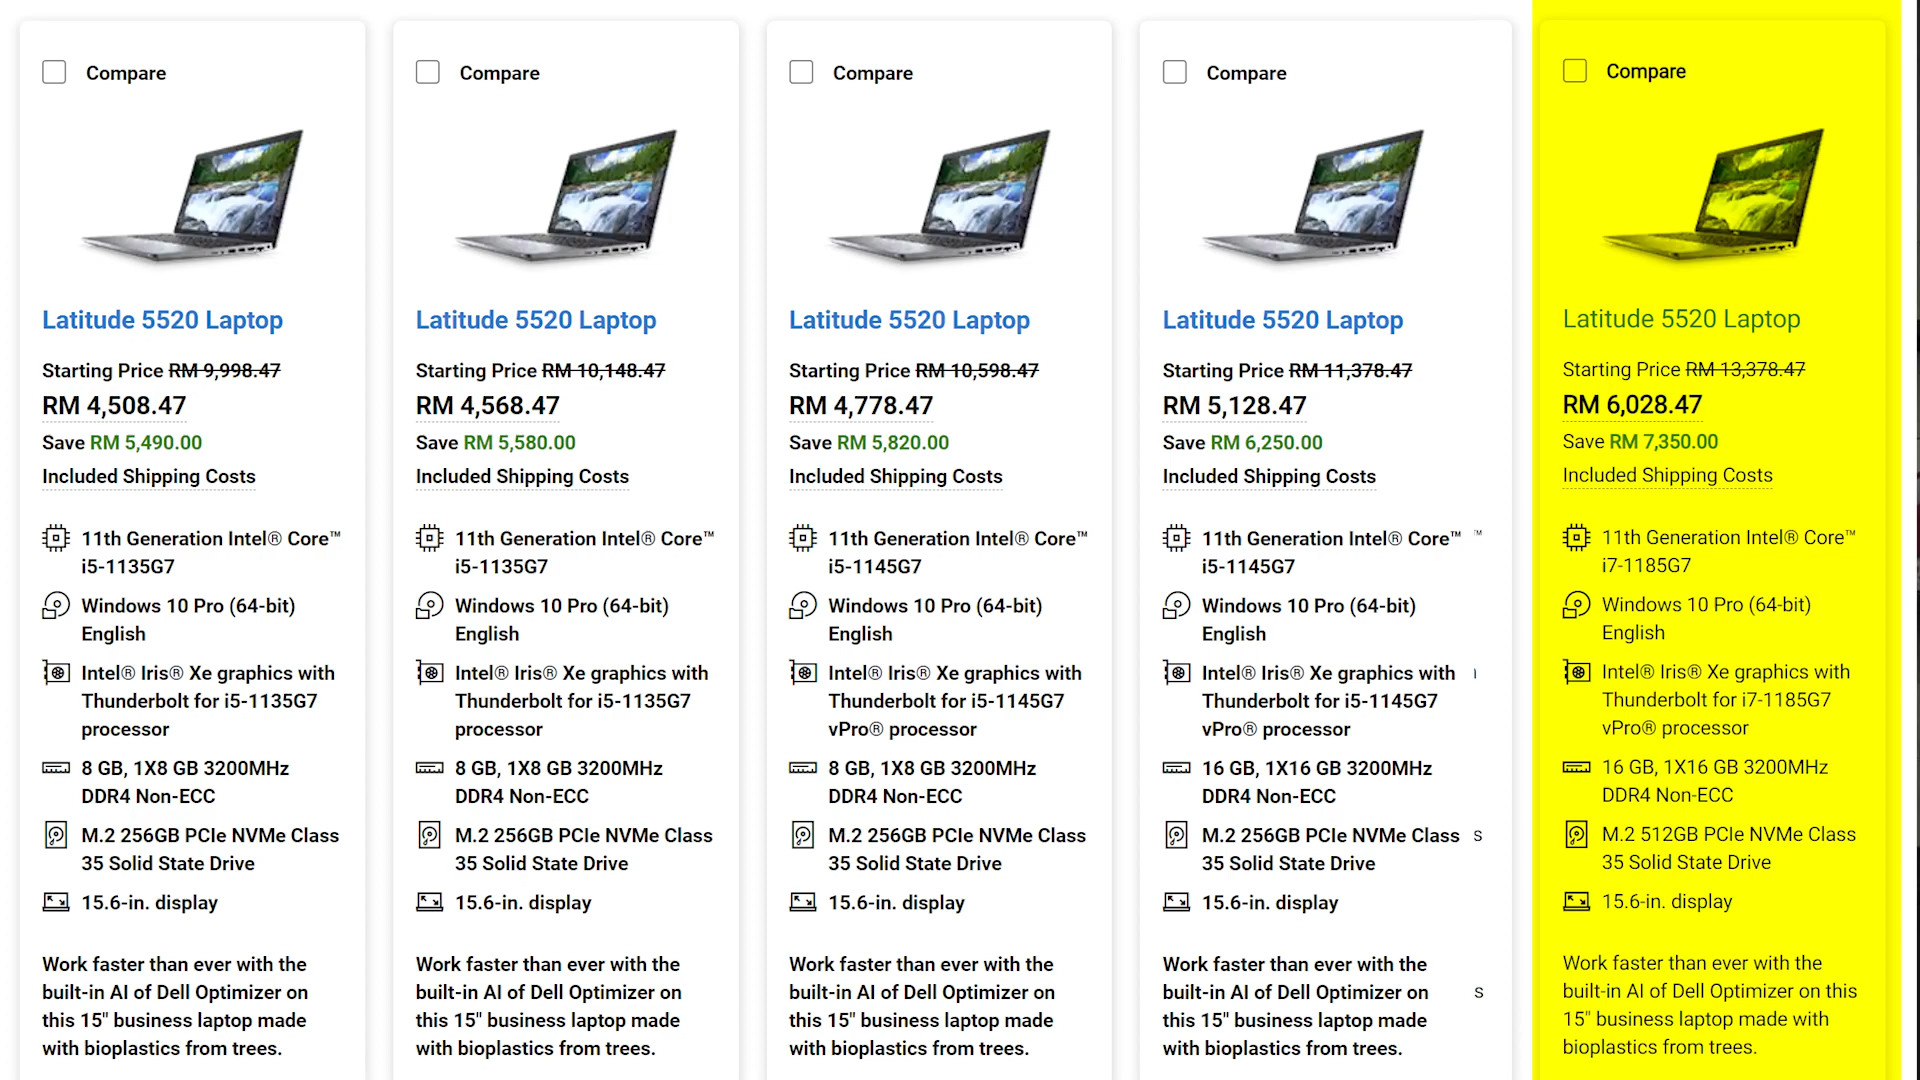 Compare
Latitude 5520 Laptop
Starting Price RM 9,998.47
RM 4,508.47
Save RM 5,490.00
Included Shipping Costs
11th Generation Intel® Core™
i5-1135G7
Windows 10 Pro (64-bit)
English
Intel® Iris® Xe graphics with
Thunderbolt for i5-1135G7
processor
8 GB, 1X8 GB 3200MHz
DDR4 Non-ECC
M.2 256GB PCIe NVMe Class
35 Solid State Drive
15.6-in. display
Work faster than ever with the
built-in AI of Dell Optimizer on
this 15" business laptop made
with bioplastics from trees.
Compare
Latitude 5520 Laptop
Starting Price RM 10,148.47
RM 4,568.47
Save RM 5,580.00
Included Shipping Costs
11th Generation Intel® Core™
i5-1135G7
Windows 10 Pro (64-bit)
English
Intel® Iris® Xe graphics with
Thunderbolt for i5-1135G7
processor
8 GB, 1X8 GB 3200MHz
DDR4 Non-ECC
M.2 256GB PCIe NVMe Class
35 Solid State Drive
15.6-in. display
Work faster than ever with the
built-in AI of Dell Optimizer on
this 15" business laptop made
with bioplastics from trees.
Compare
Latitude 5520 Laptop
Starting Price RM 10,598.47
RM 4,778.47
Save RM 5,820.00
Included Shipping Costs
11th Generation Intel® Core™
i5-1145G7
Windows 10 Pro (64-bit)
English
Intel® Iris® Xe graphics with
Thunderbolt for i5-1145G7
vPro® processor
8 GB, 1X8 GB 3200MHz
DDR4 Non-ECC
M.2 256GB PCIe NVMe Class
35 Solid State Drive
15.6-in. display
Work faster than ever with the
built-in AI of Dell Optimizer on
this 15" business laptop made
with bioplastics from trees.
Compare
Latitude 5520 Laptop
Starting Price RM 11,378.47
RM 5,128.47
Save RM 6,250.00
Included Shipping Costs
11th Generation Intel® Core™ ™
i5-1145G7
Windows 10 Pro (64-bit)
English
Intel® Iris® Xe graphics with
Thunderbolt for i5-1145G7
vPro® processor
16 GB, 1X16 GB 3200MHz
DDR4 Non-ECC
M.2 256GB PCIe NVMe Class s
35 Solid State Drive
15.6-in. display
Work faster than ever with the
built-in AI of Dell Optimizer on s
this 15" business laptop made
with bioplastics from trees.
Compare
Latitude 5520 Laptop
Starting Price RM 13,378.47
RM 6,028.47
Save RM 7,350.00
Included Shipping Costs
11th Generation Intel® Core™
i7-1185G7
Windows 10 Pro (64-bit)
English
Intel® Iris® Xe graphics with
Thunderbolt for i7-1185G7
vPro® processor
16 GB, 1X16 GB 3200MHz
DDR4 Non-ECC
M.2 512GB PCIe NVMe Class
35 Solid State Drive
15.6-in. display
Work faster than ever with the
built-in AI of Dell Optimizer on this
15" business laptop made with
bioplastics from trees.